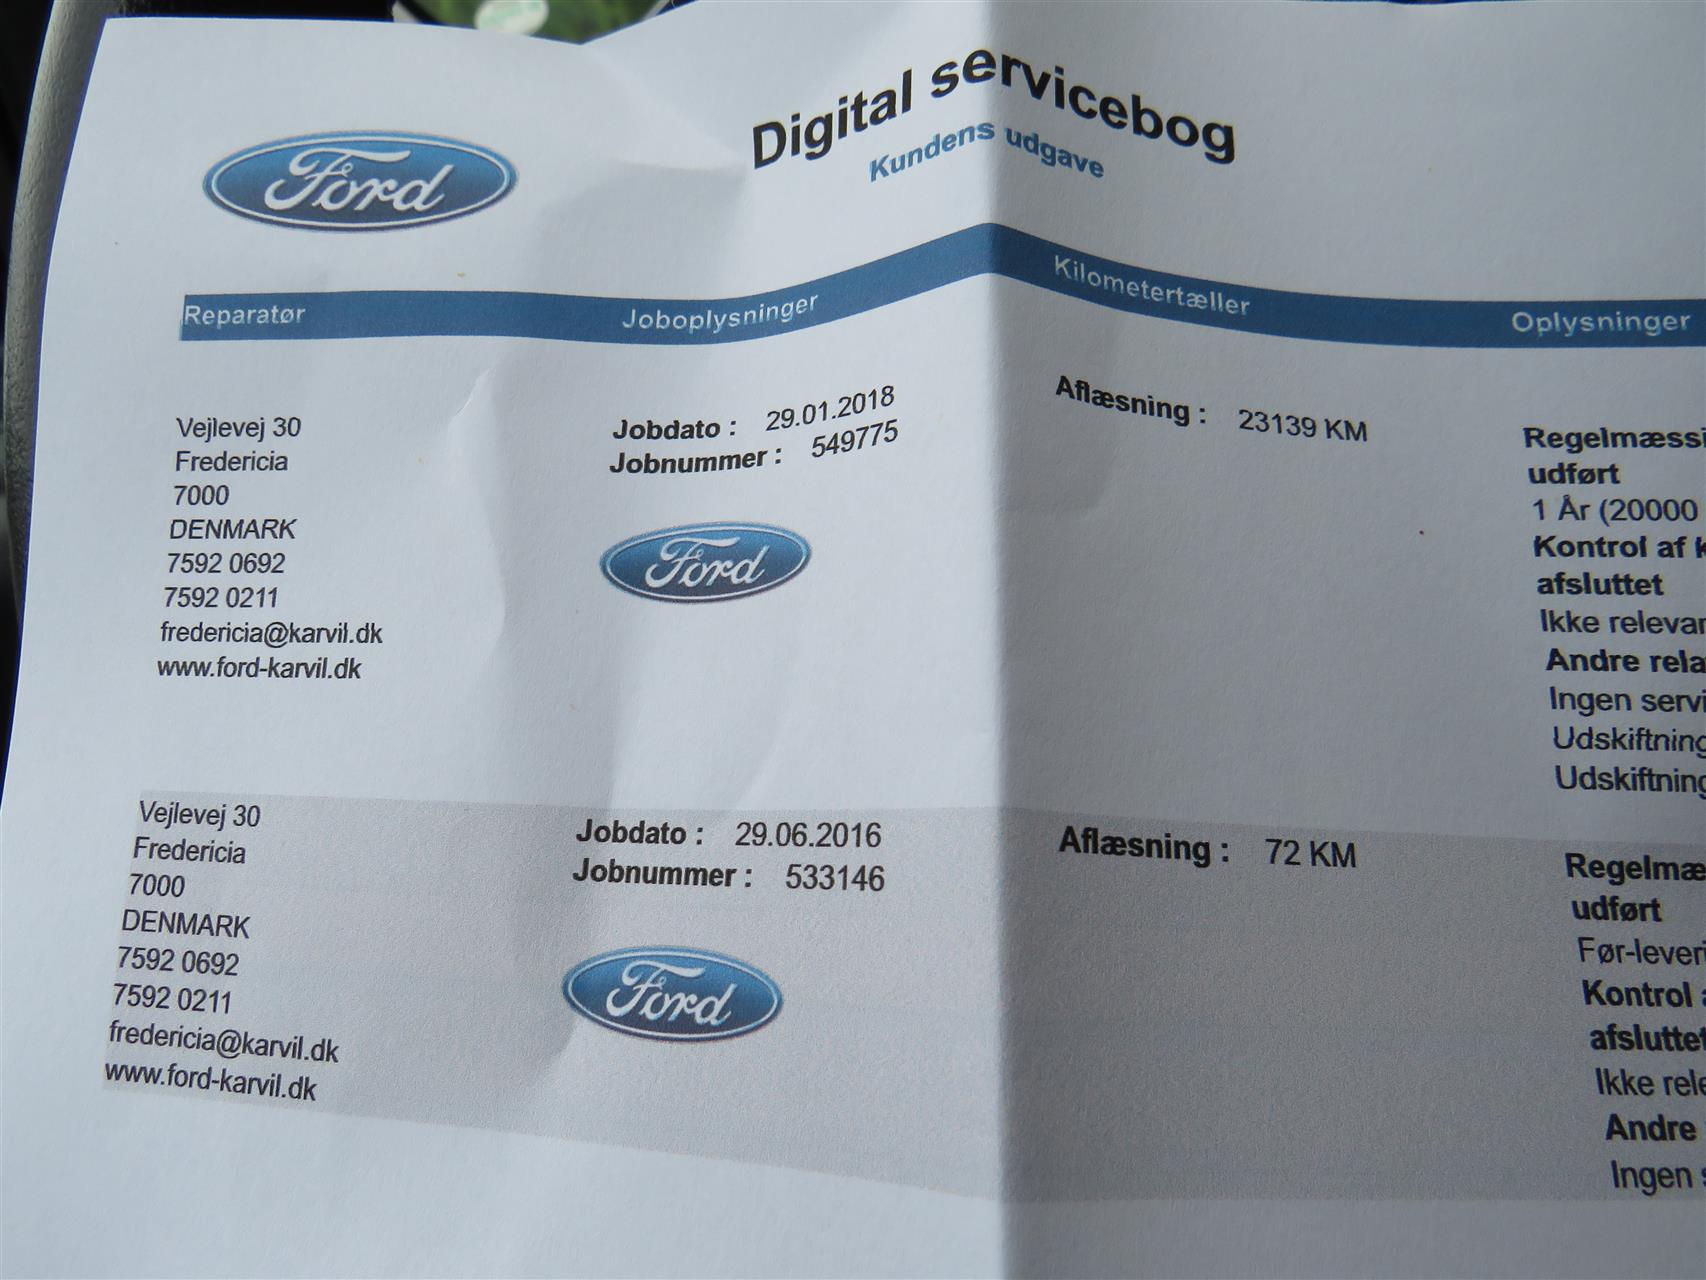 Digital servicebog
Kundens udgave
Ford
Reparatør Joboplysninger Kilometertæller Oplysninger
Vejlevej 30
Fredericia
7000
DENMARK
7592 0692
7592 0211
fredericia@karvil.dk
www.ford-karvil.dk
Jobdato : 29.01.2018
Jobnummer : 549775
Ford
Aflæsning : 23139 KM
Regelmæssi
udført
1 År (20000
Kontrol af k
afsluttet
Ikke relevan
Andre rela
Ingen servi
Udskiftning
Udskiftning
Vejlevej 30
Fredericia
7000
DENMARK
7592 0692
7592 0211
fredericia@karvil.dk
www.ford-karvil.dk
Jobdato : 29.06.2016
Jobnummer : 533146
Ford
Aflæsning : 72 KM
Regelmæ
udført
Før-leveri
Kontrol
afsluttet
Ikke rele
Andre
Ingen